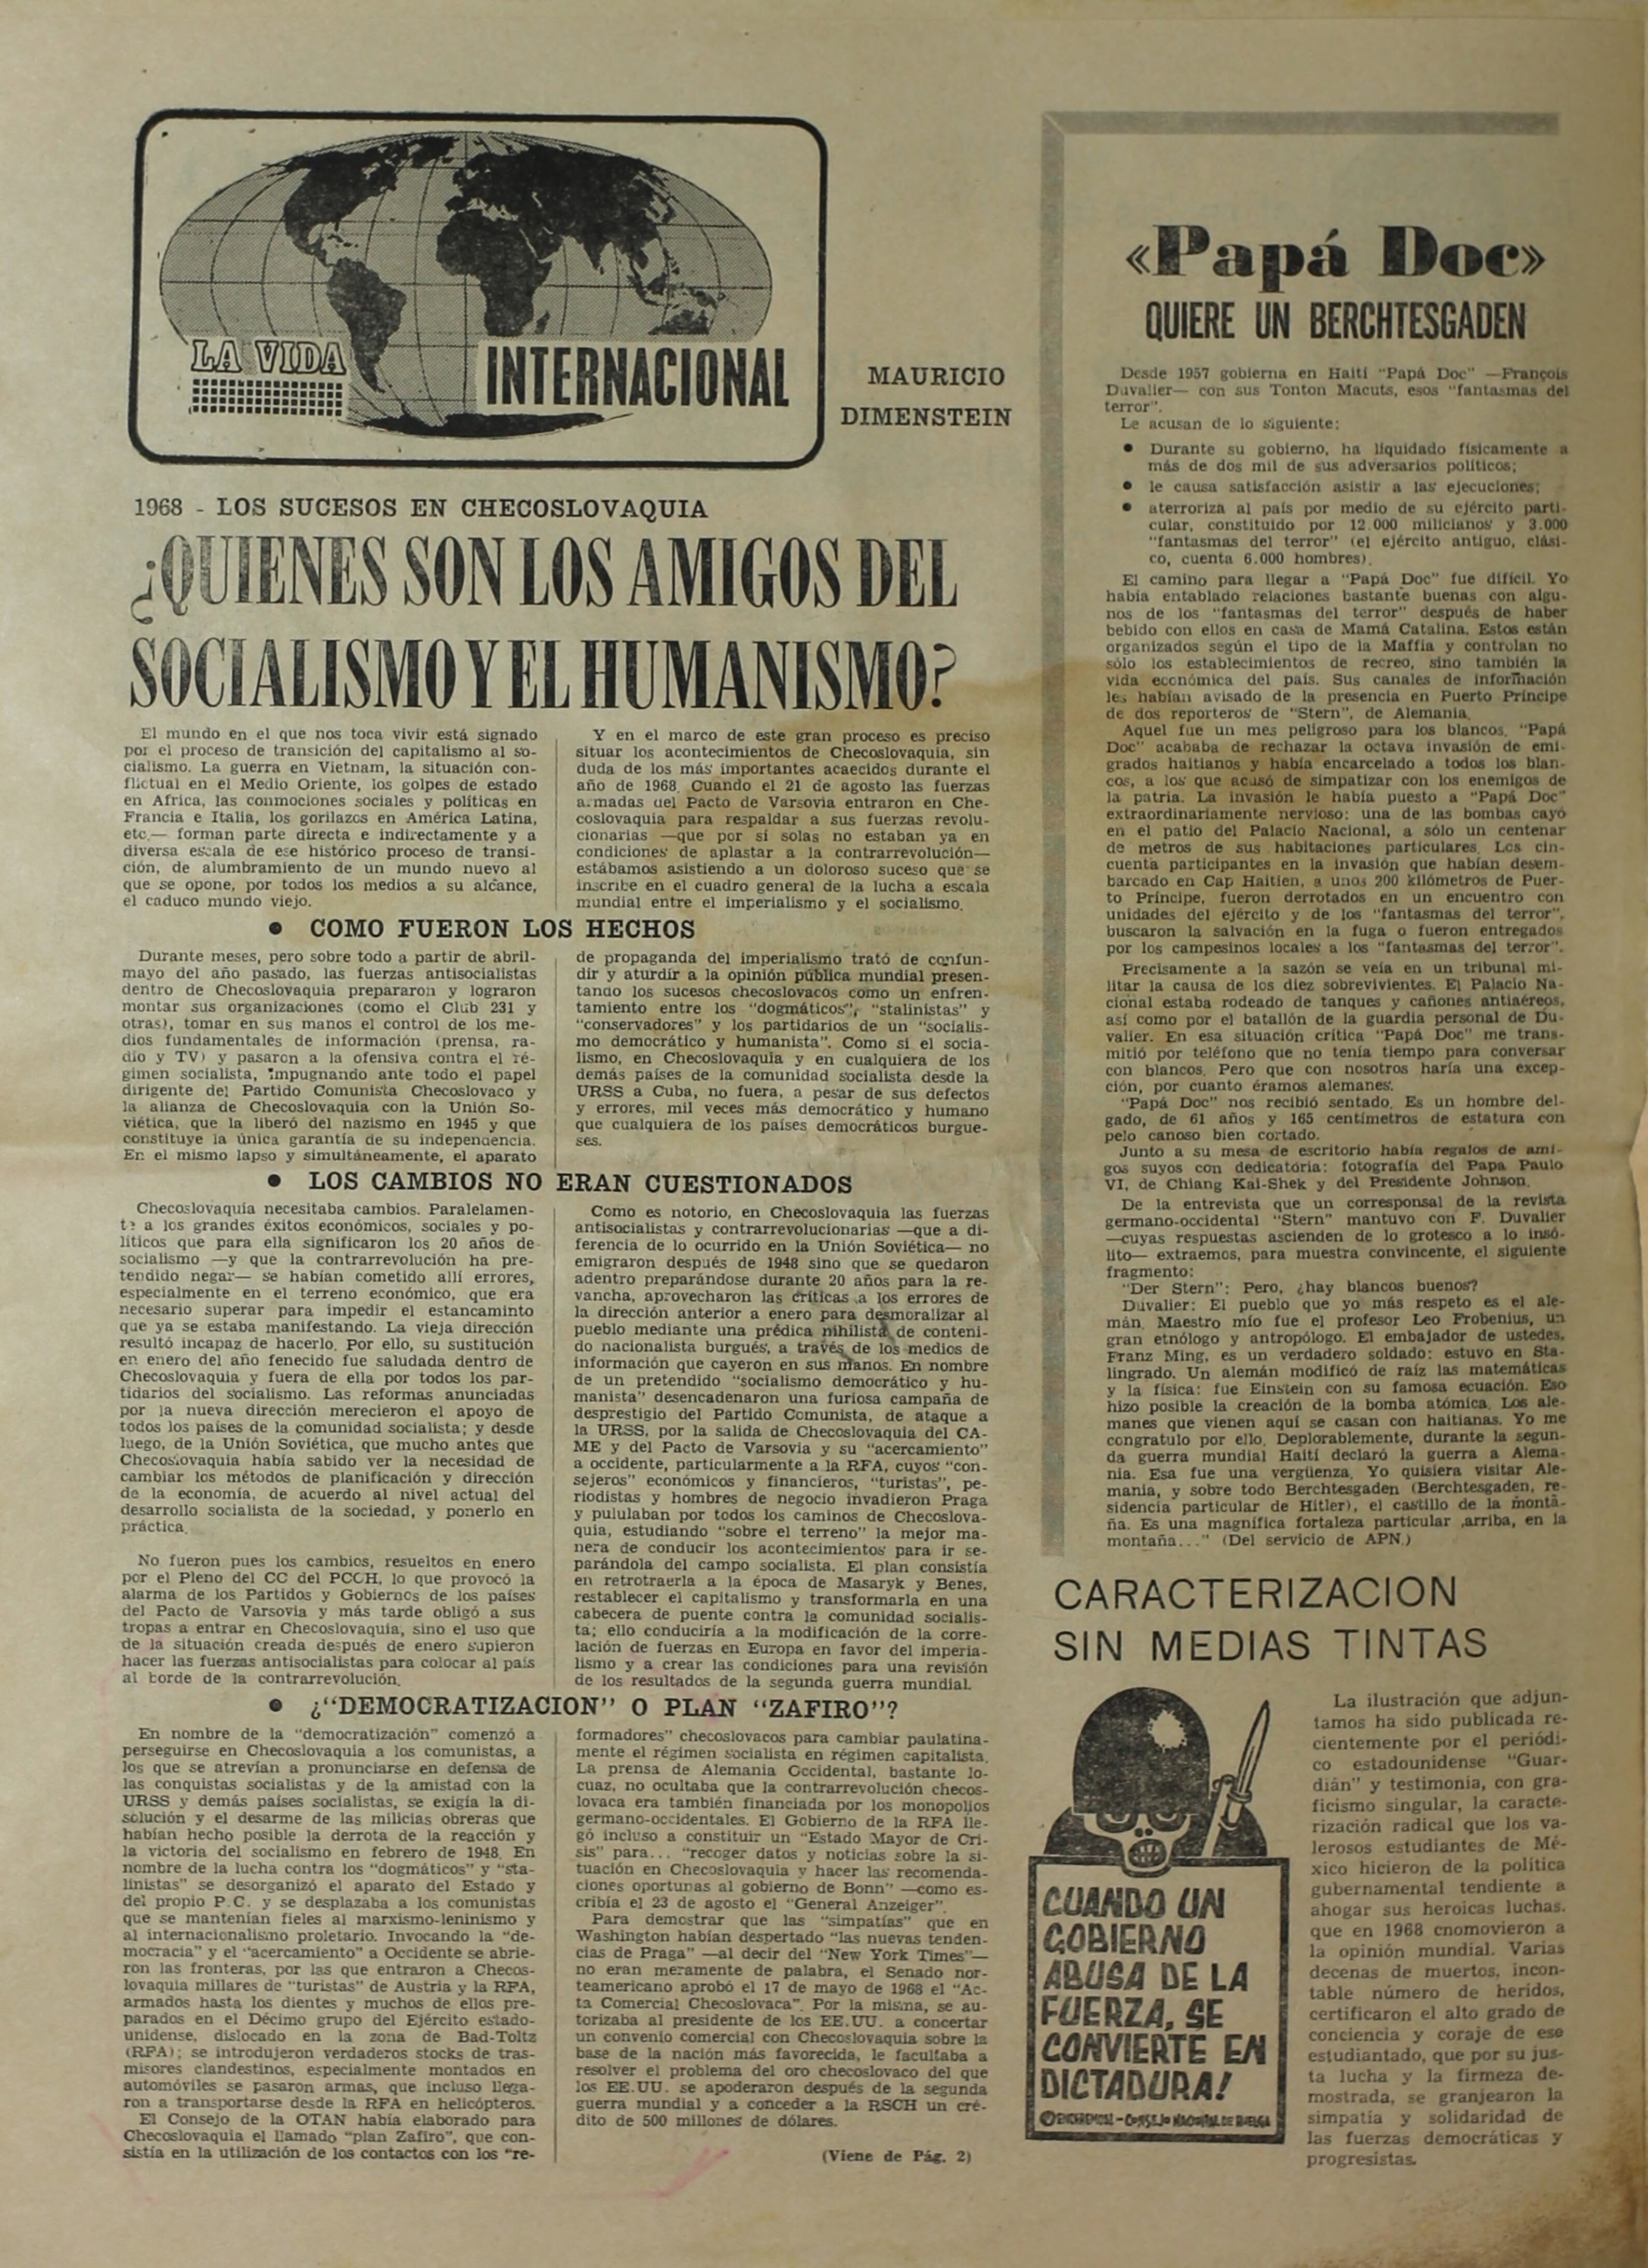 LA VIDA
INTERNACIONAL
MAURICIO
DIMENSTEIN
1968 - LOS SUCESOS EN CHECOSLOVAQUIA
¿QUIENES SON LOS AMIGOS DEL
SOCIALISMO Y EL HUMANISMO?
El mundo en el que nos toca vivir está signado
por el proceso de transición del capitalismo al so-
cialismo. La guerra en Vietnam, la situación con-
flictual en el Medio Oriente, los golpes de estado
en Africa, las conmociones sociales y políticas en
Francia e Italia, los gorilazos en América Latina,
etc.— forman parte directa e indirectamente y a
diversa escala de ese histórico proceso de transi-
ción, de alumbramiento de un mundo nuevo al
que se opone, por todos los medios a su alcance,
el caduco mundo viejo.
Y en el marco de este gran proceso es preciso
situar los acontecimientos de Checoslovaquia, sin
duda de los más importantes acaecidos durante el
año de 1968. Cuando el 21 de agosto las fuerzas
armadas del Pacto de Varsovia entraron en Che-
coslovaquia para respaldar a sus fuerzas revolu-
cionarias —que por sí solas no estaban ya en
condiciones de aplastar a la contrarrevolución—
estábamos asistiendo a un doloroso suceso que se
inscribe en el cuadro general de la lucha a escala
mundial entre el imperialismo y el socialismo.
● COMO FUERON LOS HECHOS
Durante meses, pero sobre todo a partir de abril-
mayo del año pasado, las fuerzas antisocialistas
dentro de Checoslovaquia prepararon y lograron
montar sus organizaciones (como el Club 231 y
otras), tomar en sus manos el control de los me-
dios fundamentales de información (prensa, ra-
dio y TV) y pasaron a la ofensiva contra el ré-
gimen socialista, impugnando ante todo el papel
dirigente del Partido Comunista Checoslovaco y
la alianza de Checoslovaquia con la Unión So-
viética, que la liberó del nazismo en 1945 y que
constituye la única garantía de su independencia.
En el mismo lapso y simultáneamente, el aparato
de propaganda del imperialismo trató de confun-
dir y aturdir a la opinión pública mundial presen-
tando los sucesos checoslovacos como un enfren-
tamiento entre los "dogmáticos", "stalinistas" y
"conservadores" y los partidarios de un "socialis-
mo democrático y humanista". Como si el socia-
lismo, en Checoslovaquia y en cualquiera de los
demás países de la comunidad socialista desde la
URSS a Cuba, no fuera, a pesar de sus defectos
y errores, mil veces más democrático y humano
que cualquiera de los países democráticos burgue-
ses.
● LOS CAMBIOS NO ERAN CUESTIONADOS
Checoslovaquia necesitaba cambios. Paralelamen-
te a los grandes éxitos económicos, sociales y po-
líticos que para ella significaron los 20 años de
socialismo —y que la contrarrevolución ha pre-
tendido negar— se habían cometido allí errores,
especialmente en el terreno económico, que era
necesario superar para impedir el estancaminto
que ya se estaba manifestando. La vieja dirección
resultó incapaz de hacerlo. Por ello, su sustitución
en enero del año fenecido fue saludada dentro de
Checoslovaquia y fuera de ella por todos los par-
tidarios del socialismo. Las reformas anunciadas
por la nueva dirección merecieron el apoyo de
todos los países de la comunidad socialista; y desde
luego, de la Unión Soviética, que mucho antes que
Checoslovaquia había sabido ver la necesidad de
cambiar los métodos de planificación y dirección
de la economía, de acuerdo al nivel actual del
desarrollo socialista de la sociedad, y ponerlo en
práctica.
No fueron pues los cambios, resueltos en enero
por el Pleno del CC del PCCH, lo que provocó la
alarma de los Partidos y Gobiernos de los países
del Pacto de Varsovia y más tarde obligó a sus
tropas a entrar en Checoslovaquia, sino el uso que
de la situación creada después de enero supieron
hacer las fuerzas antisocialistas para colocar al país
al borde de la contrarrevolución.
Como es notorio, en Checoslovaquia las fuerzas
antisocialistas y contrarrevolucionarias —que a di-
ferencia de lo ocurrido en la Unión Soviética— no
emigraron después de 1948 sino que se quedaron
adentro preparándose durante 20 años para la re-
vancha, aprovecharon las críticas a los errores de
la dirección anterior a enero para desmoralizar al
pueblo mediante una prédica nihilista de conteni-
do nacionalista burgués, a través de los medios de
información que cayeron en sus manos. En nombre
de un pretendido "socialismo democrático y hu-
manista" desencadenaron una furiosa campaña de
desprestigio del Partido Comunista, de ataque a
la URSS, por la salida de Checoslovaquia del CA-
ME y del Pacto de Varsovia y su "acercamiento"
a occidente, particularmente a la RFA, cuyos "con-
sejeros" económicos y financieros, "turistas", pe-
riodistas y hombres de negocio invadieron Praga
y pululaban por todos los caminos de Checoslova-
quia, estudiando "sobre el terreno" la mejor ma-
nera de conducir los acontecimientos para ir se-
parándola del campo socialista. El plan consistía
en retrotraerla a la época de Masaryk y Benes,
restablecer el capitalismo y transformarla en una
cabecera de puente contra la comunidad socialis-
ta; ello conduciría a la modificación de la corre-
lación de fuerzas en Europa en favor del imperia-
lismo y a crear las condiciones para una revisión
de los resultados de la segunda guerra mundial.
● ¿"DEMOCRATIZACION" O PLAN "ZAFIRO"?
En nombre de la "democratización" comenzó a
perseguirse en Checoslovaquia a los comunistas, a
los que se atrevían a pronunciarse en defensa de
las conquistas socialistas y de la amistad con la
URSS y demás países socialistas, se exigía la di-
solución y el desarme de las milicias obreras que
habían hecho posible la derrota de la reacción y
la victoria del socialismo en febrero de 1948. En
nombre de la lucha contra los "dogmáticos" y "sta-
linistas" se desorganizó el aparato del Estado y
del propio P.C. y se desplazaba a los comunistas
que se mantenían fieles al marxismo-leninismo y
al internacionalismo proletario. Invocando la "de-
mocracia" y el "acercamiento" a Occidente se abrie-
ron las fronteras, por las que entraron a Checos-
lovaquia millares de "turistas" de Austria y la RFA,
armados hasta los dientes y muchos de ellos pre-
parados en el Décimo grupo del Ejército estado-
unidense, dislocado en la zona de Bad-Toltz
(RFA); se introdujeron verdaderos stocks de tras-
misores clandestinos, especialmente montados en
automóviles se pasaron armas, que incluso llega-
ron a transportarse desde la RFA en helicópteros.
El Consejo de la OTAN había elaborado para
Checoslovaquia el llamado "plan Zafiro", que con-
sistía en la utilización de los contactos con los "re-
formadores" checoslovacos para cambiar paulatina-
mente el régimen socialista en régimen capitalista.
La prensa de Alemania Occidental, bastante lo-
cuaz, no ocultaba que la contrarrevolución checos-
lovaca era también financiada por los monopolios
germano-occidentales. El Gobierno de la RFA lle-
gó incluso a constituir un "Estado Mayor de Cri-
sis" para... "recoger datos y noticias sobre la si-
tuación en Checoslovaquia y hacer las recomenda-
ciones oportunas al gobierno de Bonn" —como es-
cribía el 23 de agosto el "General Anzeiger".
Para demostrar que las "simpatías" que en
Washington habían despertado "las nuevas tenden-
cias de Praga" —al decir del "New York Times"—
no eran meramente de palabra, el Senado nor-
teamericano aprobó el 17 de mayo de 1968 el "Ac-
ta Comercial Checoslovaca". Por la misma, se au-
torizaba al presidente de los EE.UU. a concertar
un convenio comercial con Checoslovaquia sobre la
base de la nación más favorecida, le facultaba a
resolver el problema del oro checoslovaco del que
los EE.UU. se apoderaron después de la segunda
guerra mundial y a conceder a la RSCH un cré-
dito de 500 millones de dólares.
(Viene de Pág. 2)
«Papá Doc»
QUIERE UN BERCHTESGADEN
Desde 1957 gobierna en Haití "Papá Doc" —François
Duvalier— con sus Tonton Macuts, esos "fantasmas del
terror".
Le acusan de lo siguiente:
● Durante su gobierno, ha liquidado físicamente a
más de dos mil de sus adversarios políticos;
● le causa satisfacción asistir a las ejecuciones;
● aterroriza al país por medio de su ejército parti-
cular, constituido por 12.000 milicianos y 3.000
"fantasmas del terror" (el ejército antiguo, clási-
co, cuenta 6.000 hombres).
El camino para llegar a "Papá Doc" fue difícil. Yo
había entablado relaciones bastante buenas con algu-
nos de los "fantasmas del terror" después de haber
bebido con ellos en casa de Mamá Catalina. Estos están
organizados según el tipo de la Maffia y controlan no
sólo los establecimientos de recreo, sino también la
vida económica del país. Sus canales de información
les habían avisado de la presencia en Puerto Príncipe
de dos reporteros de "Stern", de Alemania.
Aquel fue un mes peligroso para los blancos. "Papá
Doc" acababa de rechazar la octava invasión de emi-
grados haitianos y había encarcelado a todos los blan-
cos, a los que acusó de simpatizar con los enemigos de
la patria. La invasión le había puesto a "Papá Doc"
extraordinariamente nervioso: una de las bombas cayó
en el patio del Palacio Nacional, a sólo un centenar
de metros de sus habitaciones particulares. Los cin-
cuenta participantes en la invasión que habían desem-
barcado en Cap Haitien, a unos 200 kilómetros de Puer-
to Príncipe, fueron derrotados en un encuentro con
unidades del ejército y de los "fantasmas del terror",
buscaron la salvación en la fuga o fueron entregados
por los campesinos locales a los "fantasmas del terror".
Precisamente a la sazón se veía en un tribunal mi-
litar la causa de los diez sobrevivientes. El Palacio Na-
cional estaba rodeado de tanques y cañones antiaéreos,
así como por el batallón de la guardia personal de Du-
valier. En esa situación crítica "Papá Doc" me trans-
mitió por teléfono que no tenía tiempo para conversar
con blancos. Pero que con nosotros haría una excep-
ción, por cuanto éramos alemanes.
"Papá Doc" nos recibió sentado. Es un hombre del-
gado, de 61 años y 165 centímetros de estatura con
pelo canoso bien cortado.
Junto a su mesa de escritorio había regalos de ami-
gos suyos con dedicatoria: fotografía del Papa Paulo
VI, de Chiang Kai-Shek y del Presidente Johnson.
De la entrevista que un corresponsal de la revista
germano-occidental "Stern" mantuvo con F. Duvalier
—cuyas respuestas ascienden de lo grotesco a lo insó-
lito— extraemos, para muestra convincente, el siguiente
fragmento:
"Der Stern": Pero, ¿hay blancos buenos?
Duvalier: El pueblo que yo más respeto es el ale-
mán. Maestro mío fue el profesor Leo Frobenius, un
gran etnólogo y antropólogo. El embajador de ustedes,
Franz Ming, es un verdadero soldado: estuvo en Sta-
lingrado. Un alemán modificó de raíz las matemáticas
y la física: fue Einstein con su famosa ecuación. Eso
hizo posible la creación de la bomba atómica. Los ale-
manes que vienen aquí se casan con haitianas. Yo me
congratulo por ello. Deplorablemente, durante la segun-
da guerra mundial Haití declaró la guerra a Alema-
nia. Esa fue una vergüenza. Yo quisiera visitar Ale-
mania, y sobre todo Berchtesgaden (Berchtesgaden, re-
sidencia particular de Hitler), el castillo de la monta-
ña. Es una magnífica fortaleza particular ,arriba, en la
montaña..." (Del servicio de APN.)
CARACTERIZACION
SIN MEDIAS TINTAS
La ilustración que adjun-
tamos ha sido publicada re-
cientemente por el periódi-
co estadounidense "Guar-
dián" y testimonia, con gra-
ficismo singular, la caracte-
rización radical que los va-
lerosos estudiantes de Mé-
xico hicieron de la política
gubernamental tendiente a
ahogar sus heroicas luchas.
que en 1968 cnomovieron a
la opinión mundial. Varias
decenas de muertos, incon-
table número de heridos,
certificaron el alto grado de
conciencia y coraje de ese
estudiantado, que por su jus-
ta lucha y la firmeza de-
mostrada, se granjearon la
simpatía y solidaridad de
las fuerzas democráticas y
progresistas.
CUANDO UN
GOBIERNO
ABUSA DE LA
FUERZA, SE
CONVIERTE EN
DICTADURA!
CONSEJO NACIONAL DE HUELGA